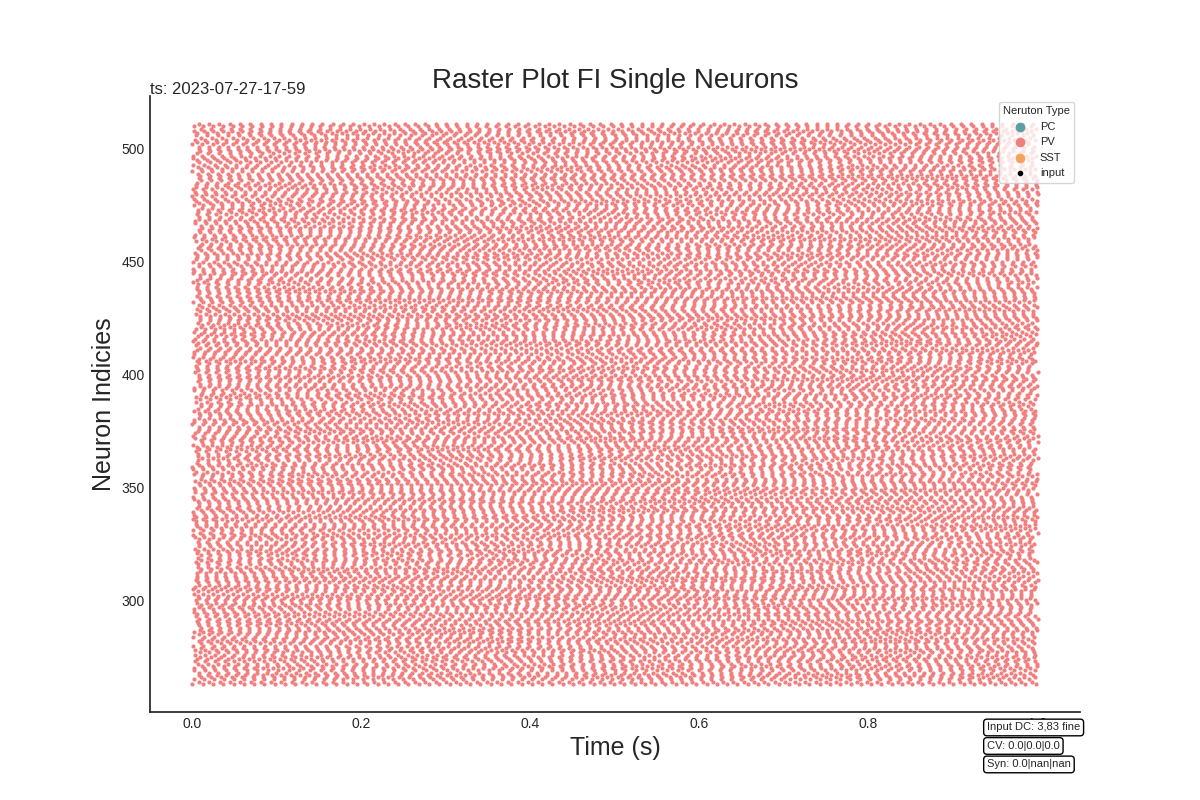 Raster Plot FI Single Neurons
ts: 2023-07-27-17-59
Neruton Type
PC
PV
SST
input
500
450
400
350
300
Neuron Indicies
0.0 0.2 0.4 0.6 0.8
Time (s)
Input DC: 3,83 fine
CV: 0.0|0.0|0.0
Syn: 0.0|nan|nan